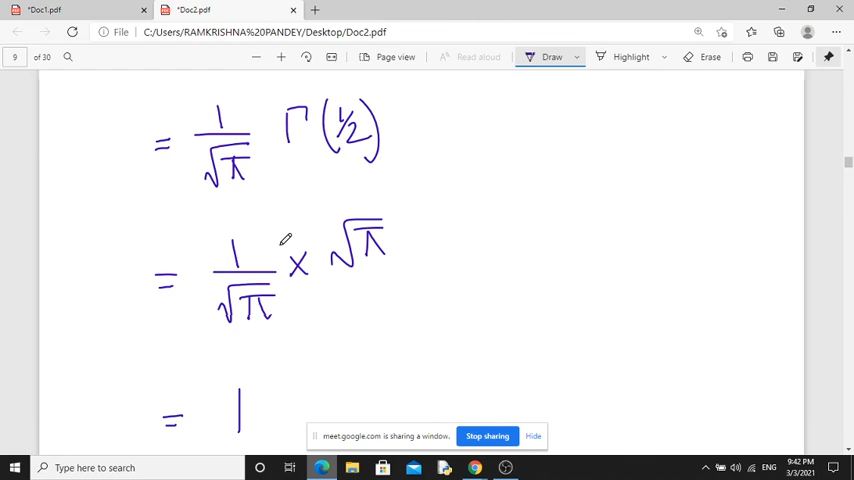 *Doc1.pdf
*Doc2.pdf
File
C:/Users/RAMKRISHNA%20PANDEY/Desktop/Doc2.pdf
9 of 30
Page view
Read aloud
Draw
Highlight
Erase
= 1/√π Γ(1/2)
= 1/√π × √π
= 1
meet.google.com is sharing a window. Stop sharing Hide
Type here to search
ENG
9:42 PM
3/3/2021